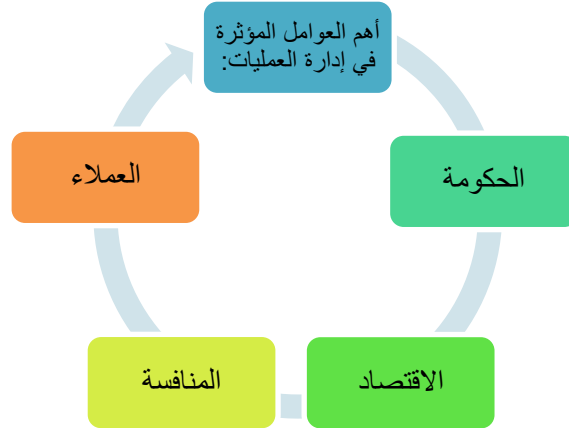 أهم العوامل المؤثرة
في إدارة العمليات:
الحكومة
الاقتصاد
المنافسة
العملاء